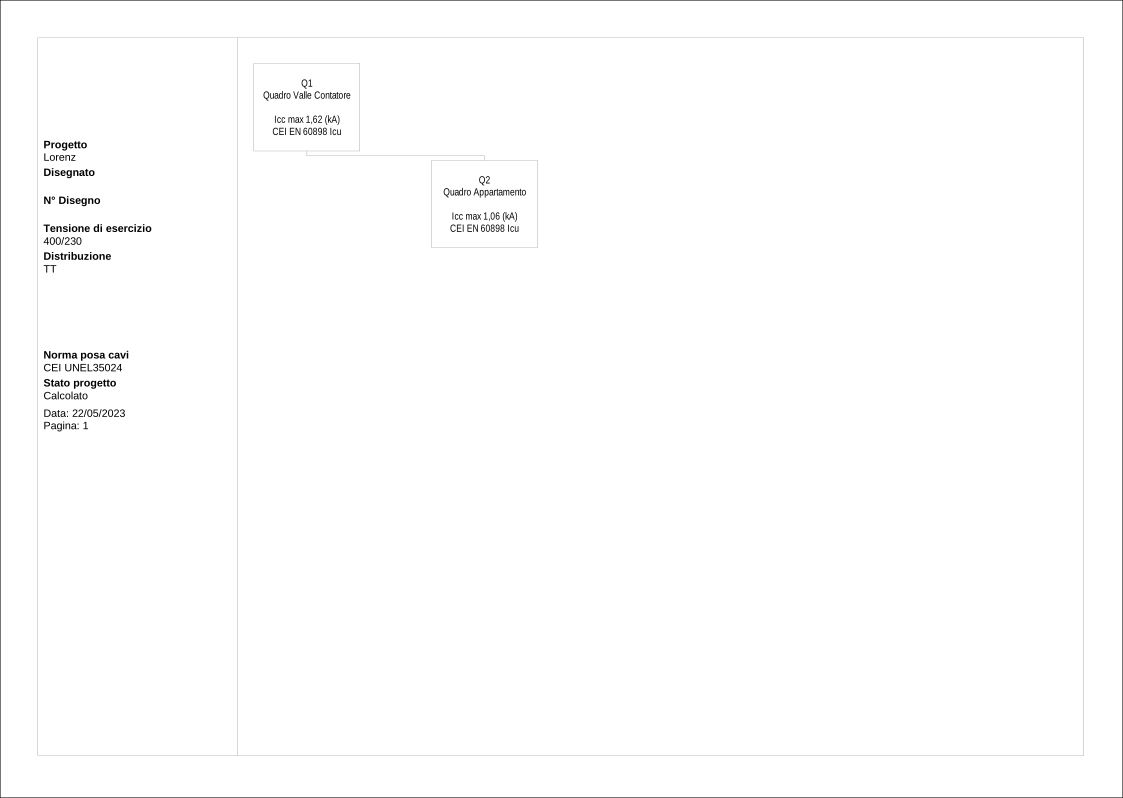 Progetto
Lorenz
Disegnato
N° Disegno
Tensione di esercizio
400/230
Distribuzione
TT
Norma posa cavi
CEI UNEL35024
Stato progetto
Calcolato
Data: 22/05/2023
Pagina: 1
Q1
Quadro Valle Contatore
Icc max 1,62 (kA)
CEI EN 60898 Icu
Q2
Quadro Appartamento
Icc max 1,06 (kA)
CEI EN 60898 Icu